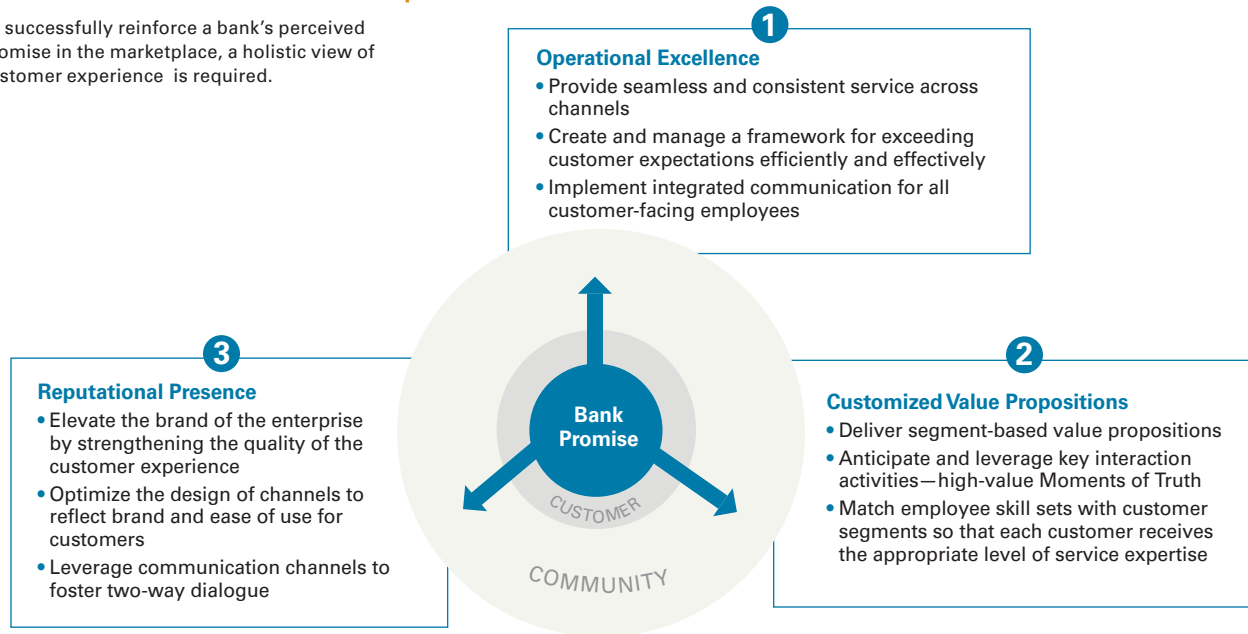 successfully reinforce a bank's perceived
omise in the marketplace, a holistic view of
stomer experience is required.
1
Operational Excellence
• Provide seamless and consistent service across
channels
• Create and manage a framework for exceeding
customer expectations efficiently and effectively
• Implement integrated communication for all
customer-facing employees
3
Reputational Presence
• Elevate the brand of the enterprise
by strengthening the quality of the
customer experience
• Optimize the design of channels to
reflect brand and ease of use for
customers
• Leverage communication channels to
foster two-way dialogue
Bank
Promise
CUSTOMER
COMMUNITY
2
Customized Value Propositions
• Deliver segment-based value propositions
• Anticipate and leverage key interaction
activities—high-value Moments of Truth
• Match employee skill sets with customer
segments so that each customer receives
the appropriate level of service expertise